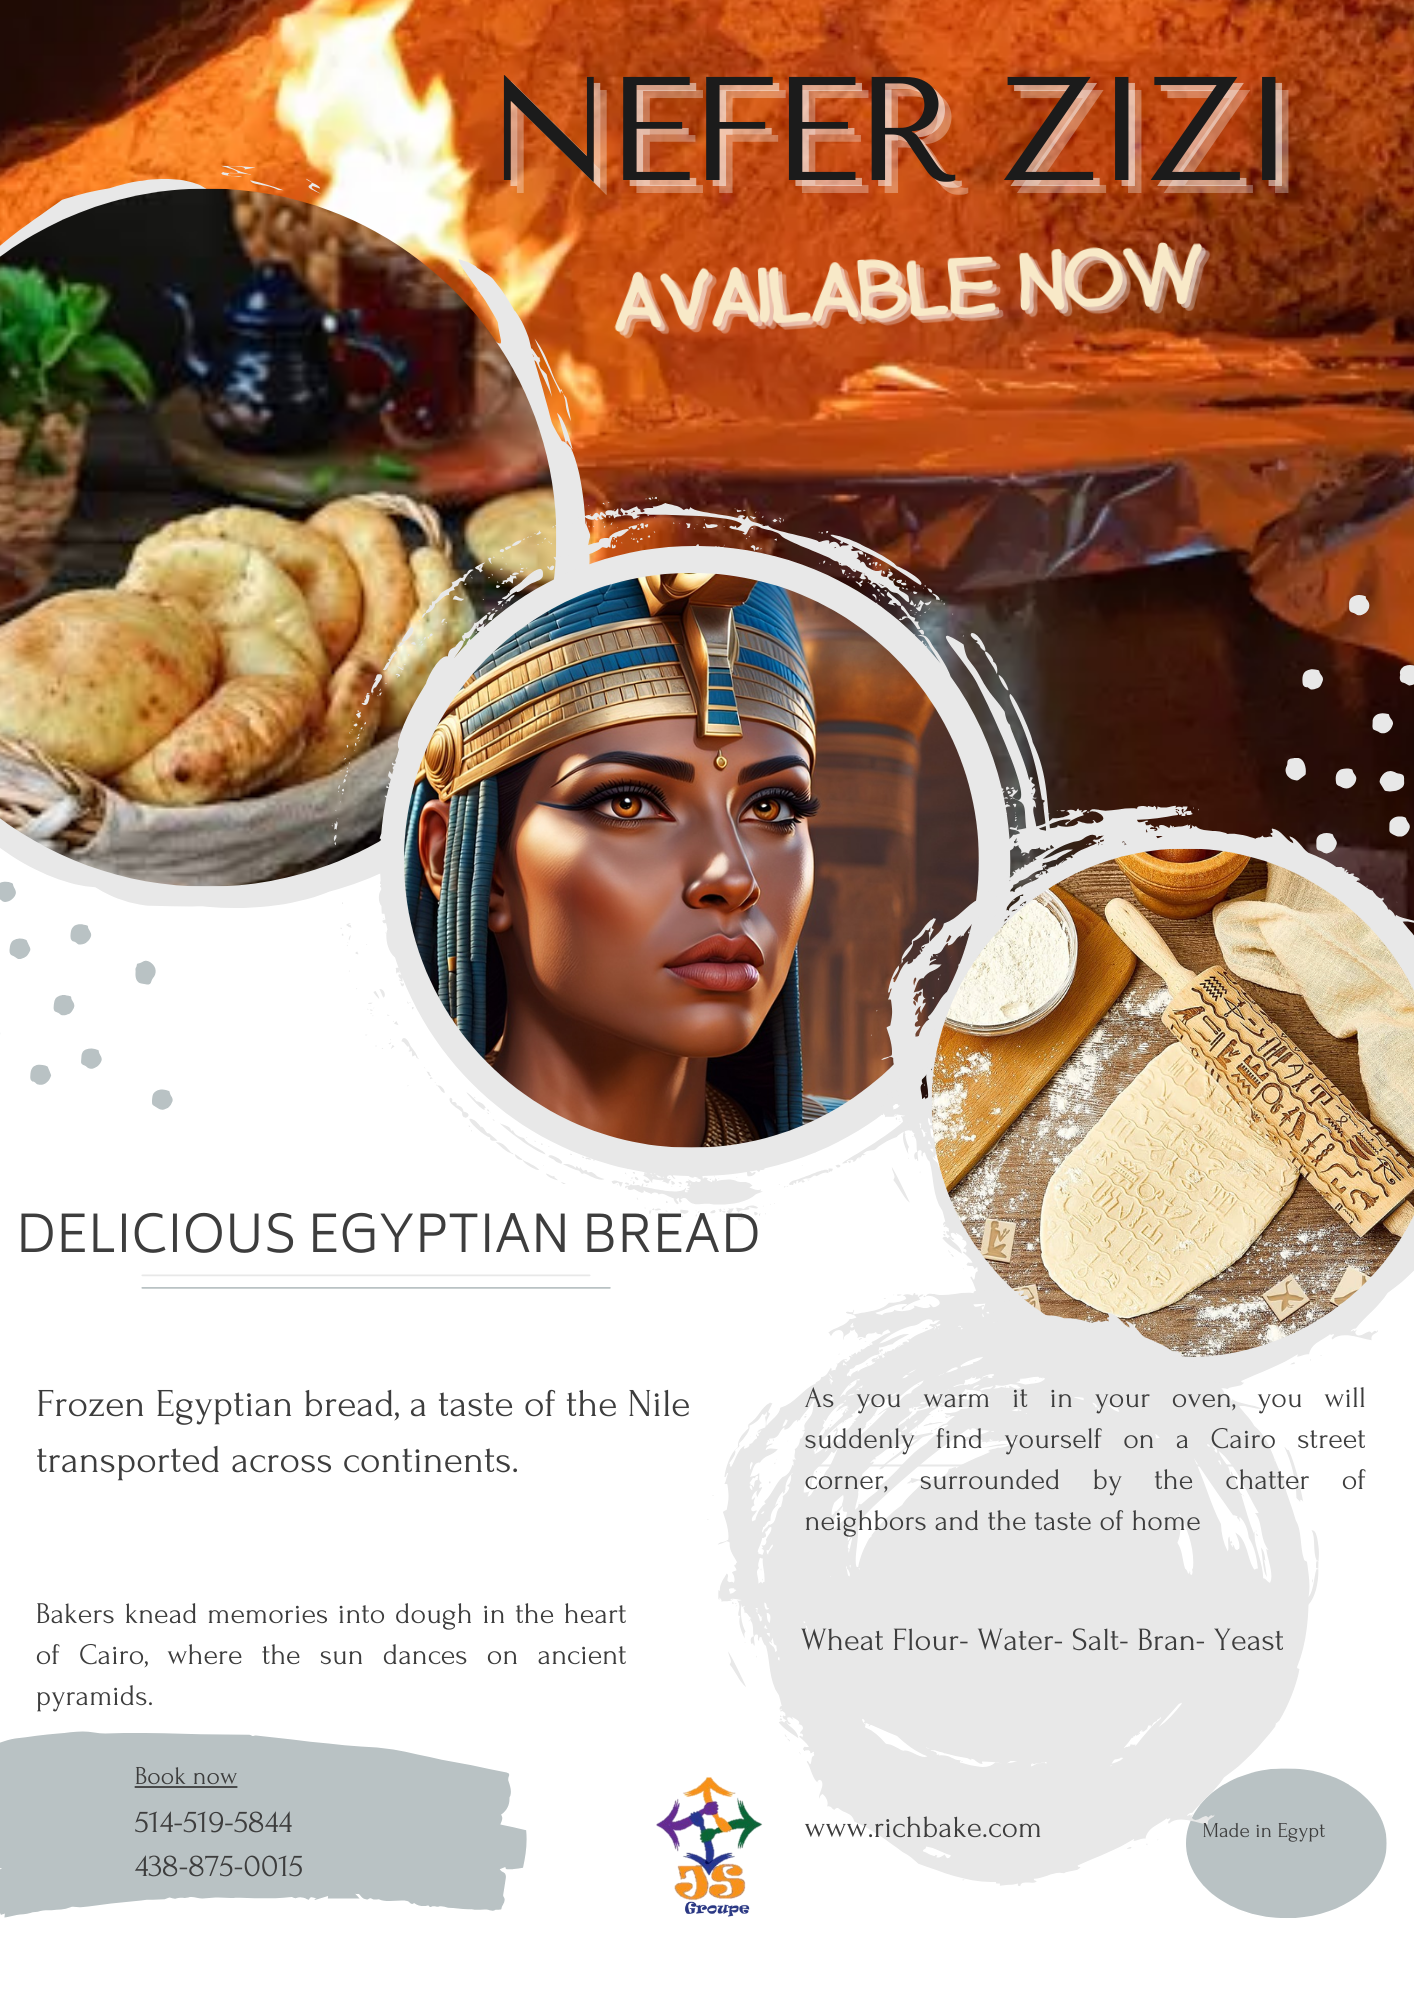 NEFER ZIZI
AVAILABLE NOW
DELICIOUS EGYPTIAN BREAD
Frozen Egyptian bread, a taste of the Nile
transported across continents.
Bakers knead memories into dough in the heart
of Cairo, where the sun dances on ancient
pyramids.
As you warm it in your oven, you will
suddenly find yourself on a Cairo street
corner, surrounded by the chatter of
neighbors and the taste of home
Wheat Flour- Water- Salt- Bran- Yeast
Book now
514-519-5844
438-875-0015
JS
Groupe
www.richbake.com
Made in Egypt